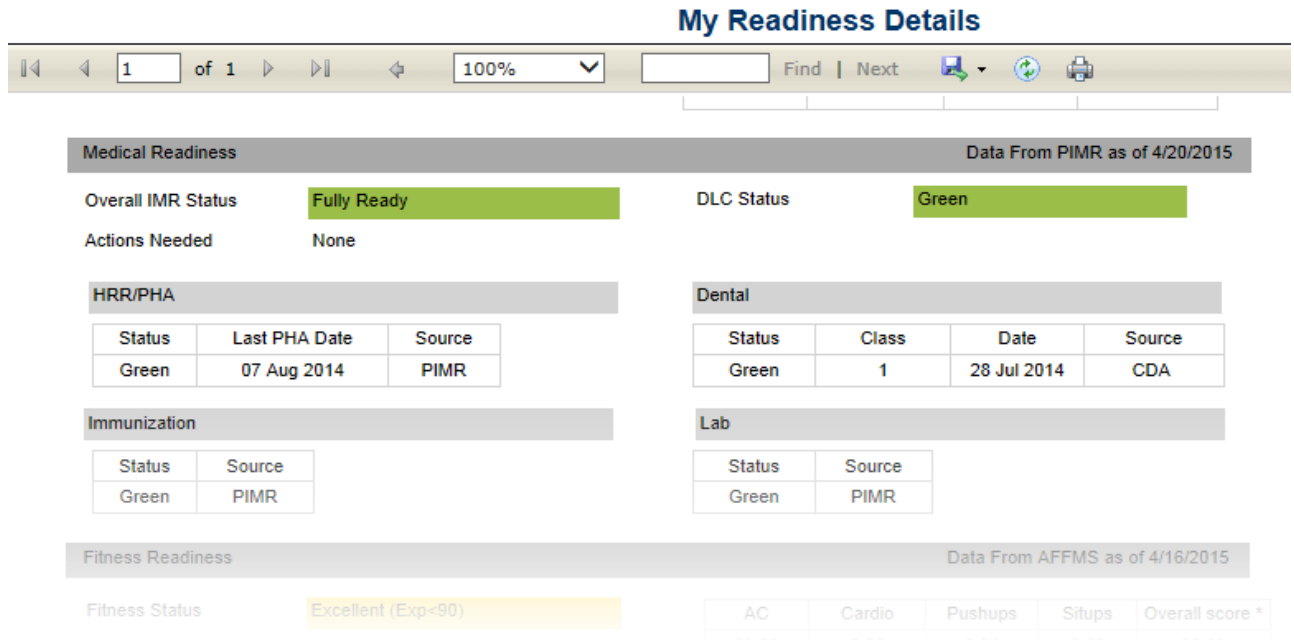 My Readiness Details
1 of 1 100% Find | Next
Medical Readiness Data From PIMR as of 4/20/2015
Overall IMR Status Fully Ready DLC Status Green
Actions Needed None
HRR/PHA Dental
Status Last PHA Date Source Status Class Date Source
Green 07 Aug 2014 PIMR Green 1 28 Jul 2014 CDA
Immunization Lab
Status Source Status Source
Green PIMR Green PIMR
Fitness Readiness Data From AFFMS as of 4/16/2015
Fitness Status Excellent (Exp<90) AC Cardio Pushups Situps Overall score *